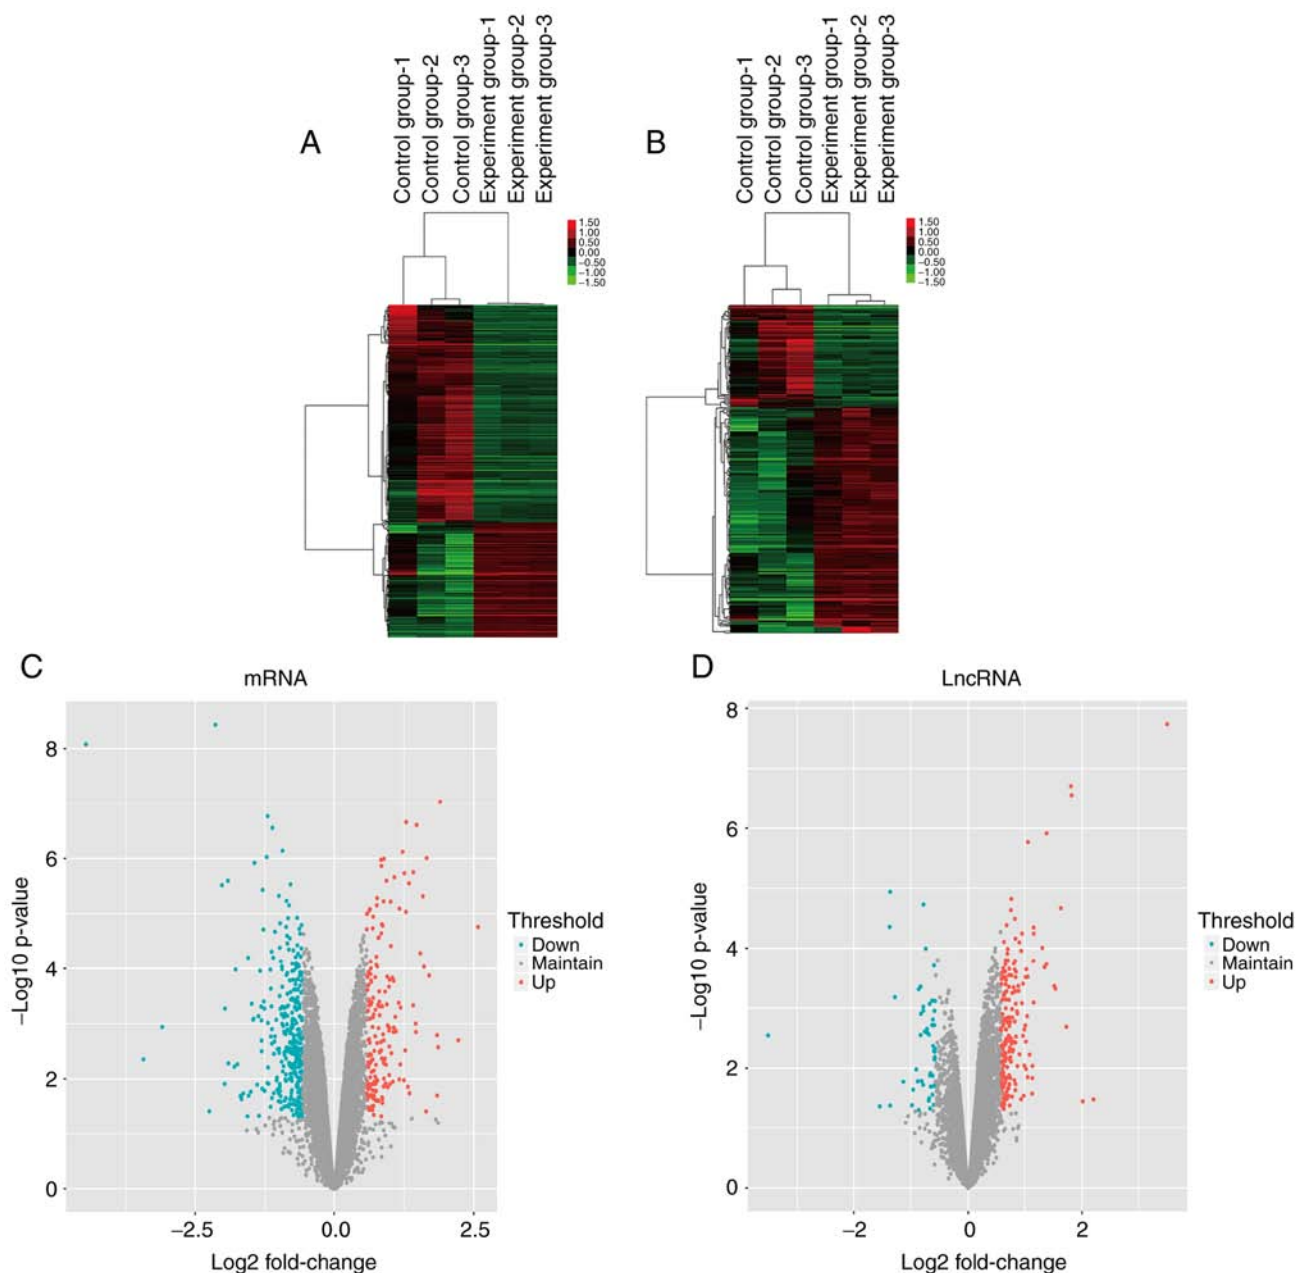 A
Control group-1
Control group-2
Control group-3
Experiment group-1
Experiment group-2
Experiment group-3
1.50
1.00
0.50
0.00
−0.50
−1.00
−1.50
B
Control group-1
Control group-2
Control group-3
Experiment group-1
Experiment group-2
Experiment group-3
1.50
1.00
0.50
0.00
−0.50
−1.00
−1.50
C
mRNA
−Log10 p-value
8
6
4
2
0
−2.5
0.0
2.5
Log2 fold-change
Threshold
Down
Maintain
Up
D
LncRNA
−Log10 p-value
8
6
4
2
0
−2
0
2
Log2 fold-change
Threshold
Down
Maintain
Up